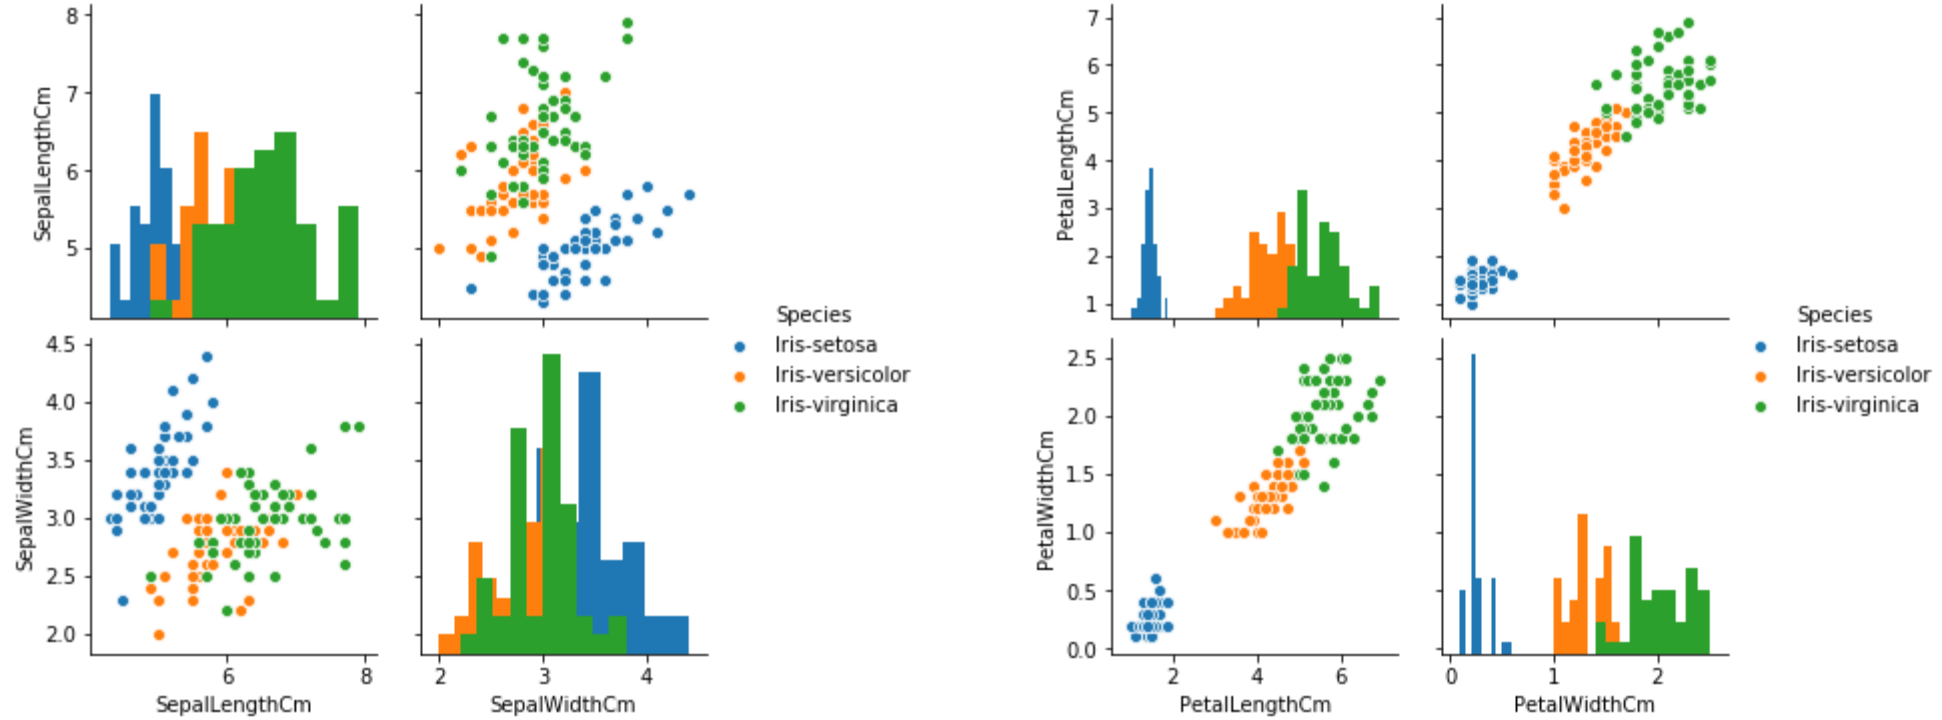 8
7
6
5
SepalLengthCm
4.5
4.0
3.5
3.0
2.5
2.0
SepalWidthCm
6
8
SepalLengthCm
2
3
4
SepalWidthCm
Species
Iris-setosa
Iris-versicolor
Iris-virginica
7
6
5
4
3
2
1
PetalLengthCm
2.5
2.0
1.5
1.0
0.5
0.0
PetalWidthCm
2
4
6
PetalLengthCm
0
1
2
PetalWidthCm
Species
Iris-setosa
Iris-versicolor
Iris-virginica